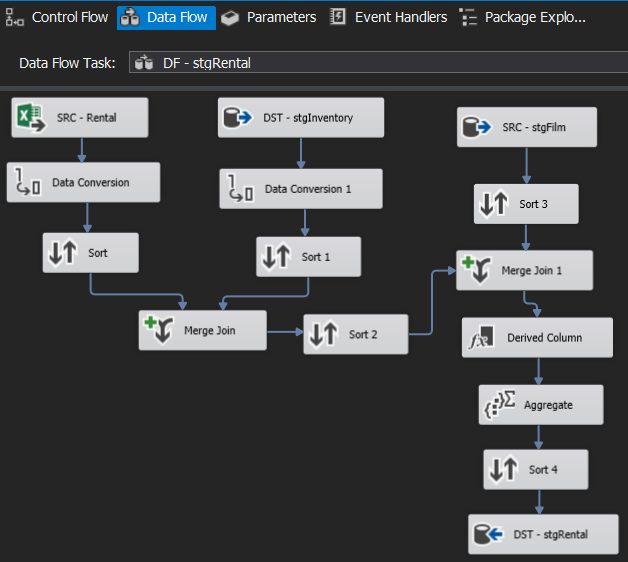 Control Flow
Data Flow
Parameters
Event Handlers
Package Explo...
Data Flow Task:
DF - stgRental
SRC - Rental
DST - stgInventory
SRC - stgFilm
Data Conversion
Data Conversion 1
Sort 3
Sort
Sort 1
Merge Join 1
Merge Join
Sort 2
Derived Column
Aggregate
Sort 4
DST - stgRental